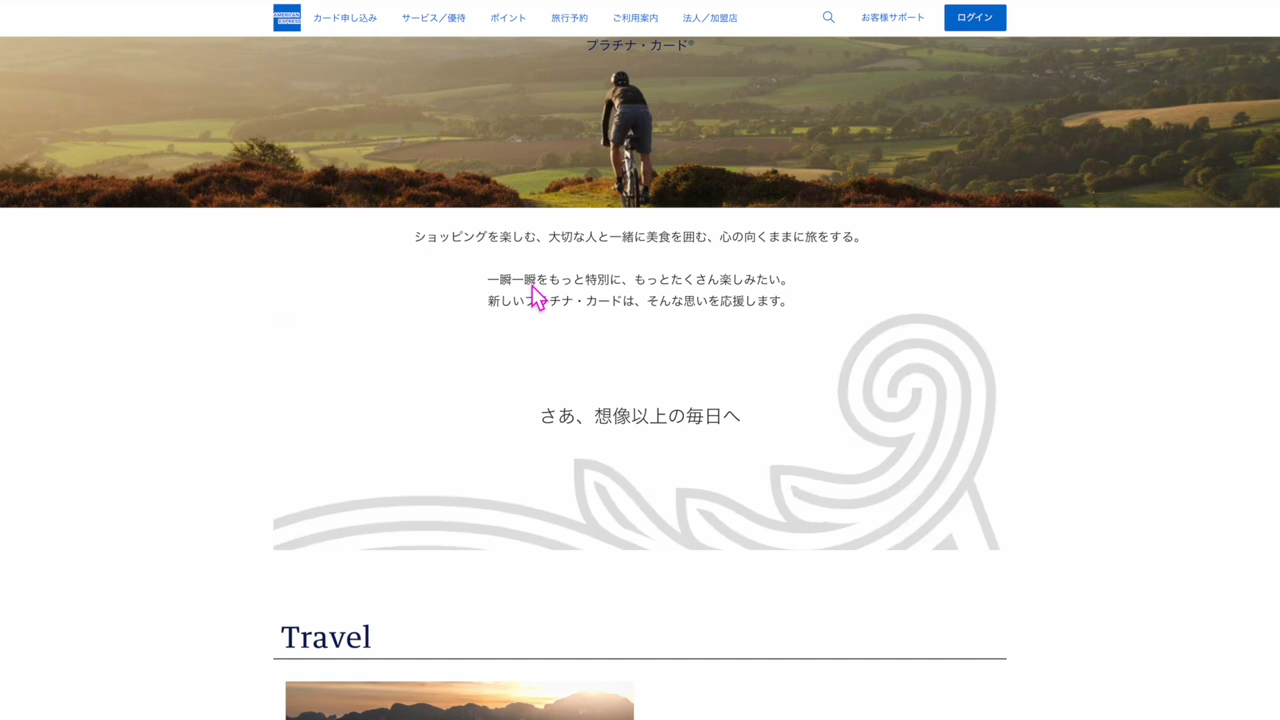 AMERICAN EXPRESS
カード申し込み サービス/優待 ポイント 旅行予約 ご利用案内 法人/加盟店 お客様サポート ログイン
プラチナ・カード®
ショッピングを楽しむ、大切な人と一緒に美食を囲む、心の向くままに旅をする。
一瞬一瞬をもっと特別に、もっとたくさん楽しみたい。
新しいプラチナ・カードは、そんな思いを応援します。
さあ、想像以上の毎日へ
Travel